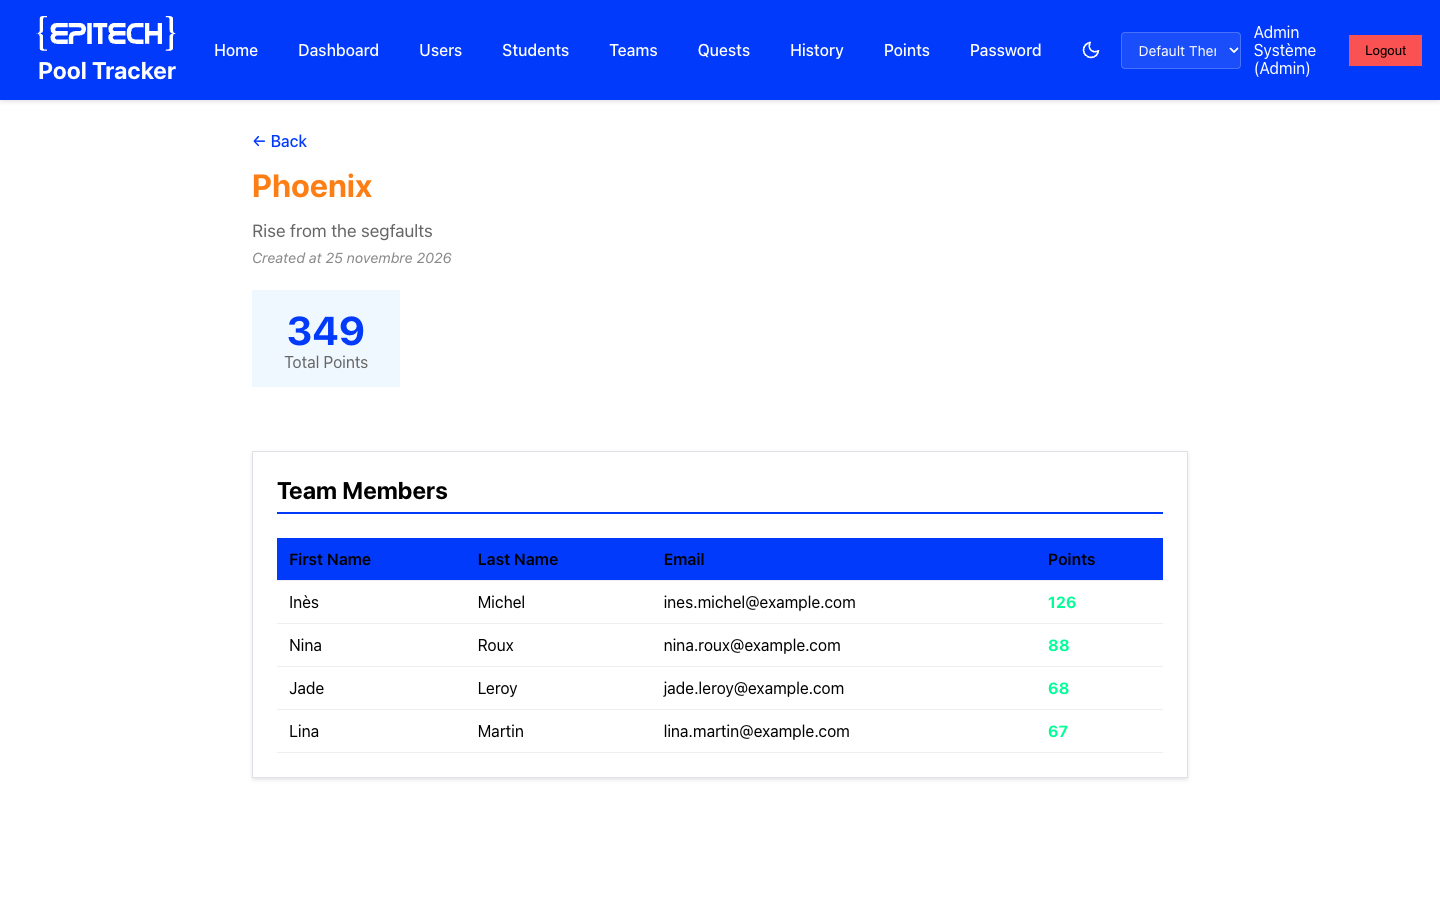 {EPITECH}
Pool Tracker
Home Dashboard Users Students Teams Quests History Points Password
Default Ther
Admin
Système
(Admin)
Logout
← Back
Phoenix
Rise from the segfaults
Created at 25 novembre 2026
349
Total Points
Team Members
First Name Last Name Email Points
Inès Michel ines.michel@example.com 126
Nina Roux nina.roux@example.com 88
Jade Leroy jade.leroy@example.com 68
Lina Martin lina.martin@example.com 67